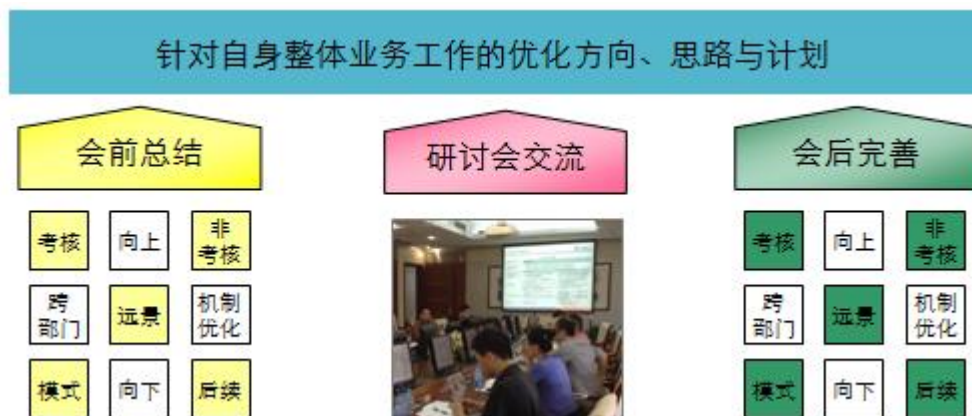 针对自身整体业务工作的优化方向、思路与计划
会前总结
研讨会交流
会后完善
考核
向上
非
考核
跨
部门
远景
机制
优化
模式
向下
后续
考核
向上
非
考核
跨
部门
远景
机制
优化
模式
向下
后续